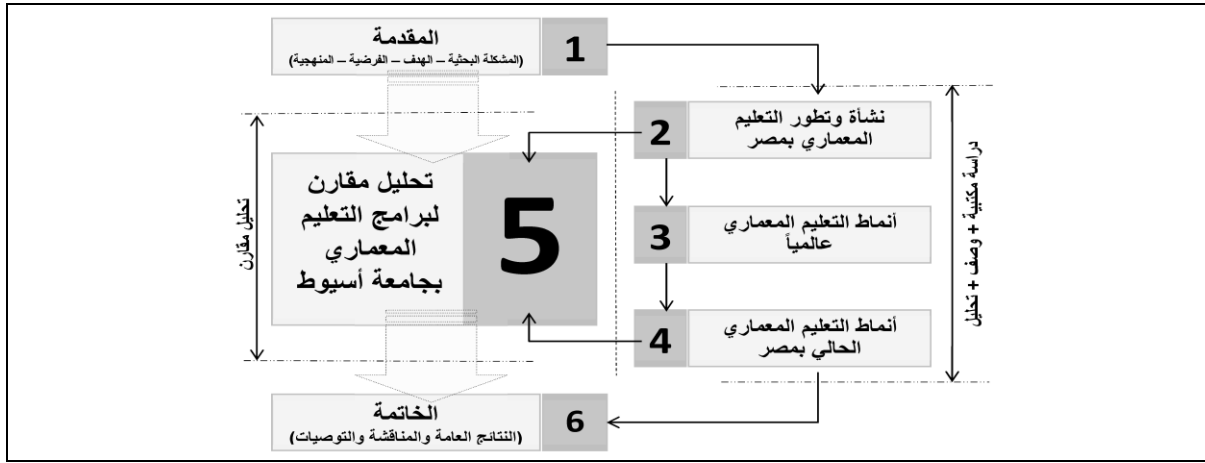 المقدمة
(المشكلة البحثية – الهدف – الفرضية – المنهجية)
1
2
نشأة وتطور التعليم
المعماري بمصر
3
أنماط التعليم المعماري
عالمياً
4
أنماط التعليم المعماري
الحالي بمصر
دراسة مكتبية + وصف + تحليل
5
تحليل مقارن
لبرامج التعليم
المعماري
بجامعة أسيوط
تحليل مقارن
6
الخاتمة
(النتائج العامة والمناقشة والتوصيات)